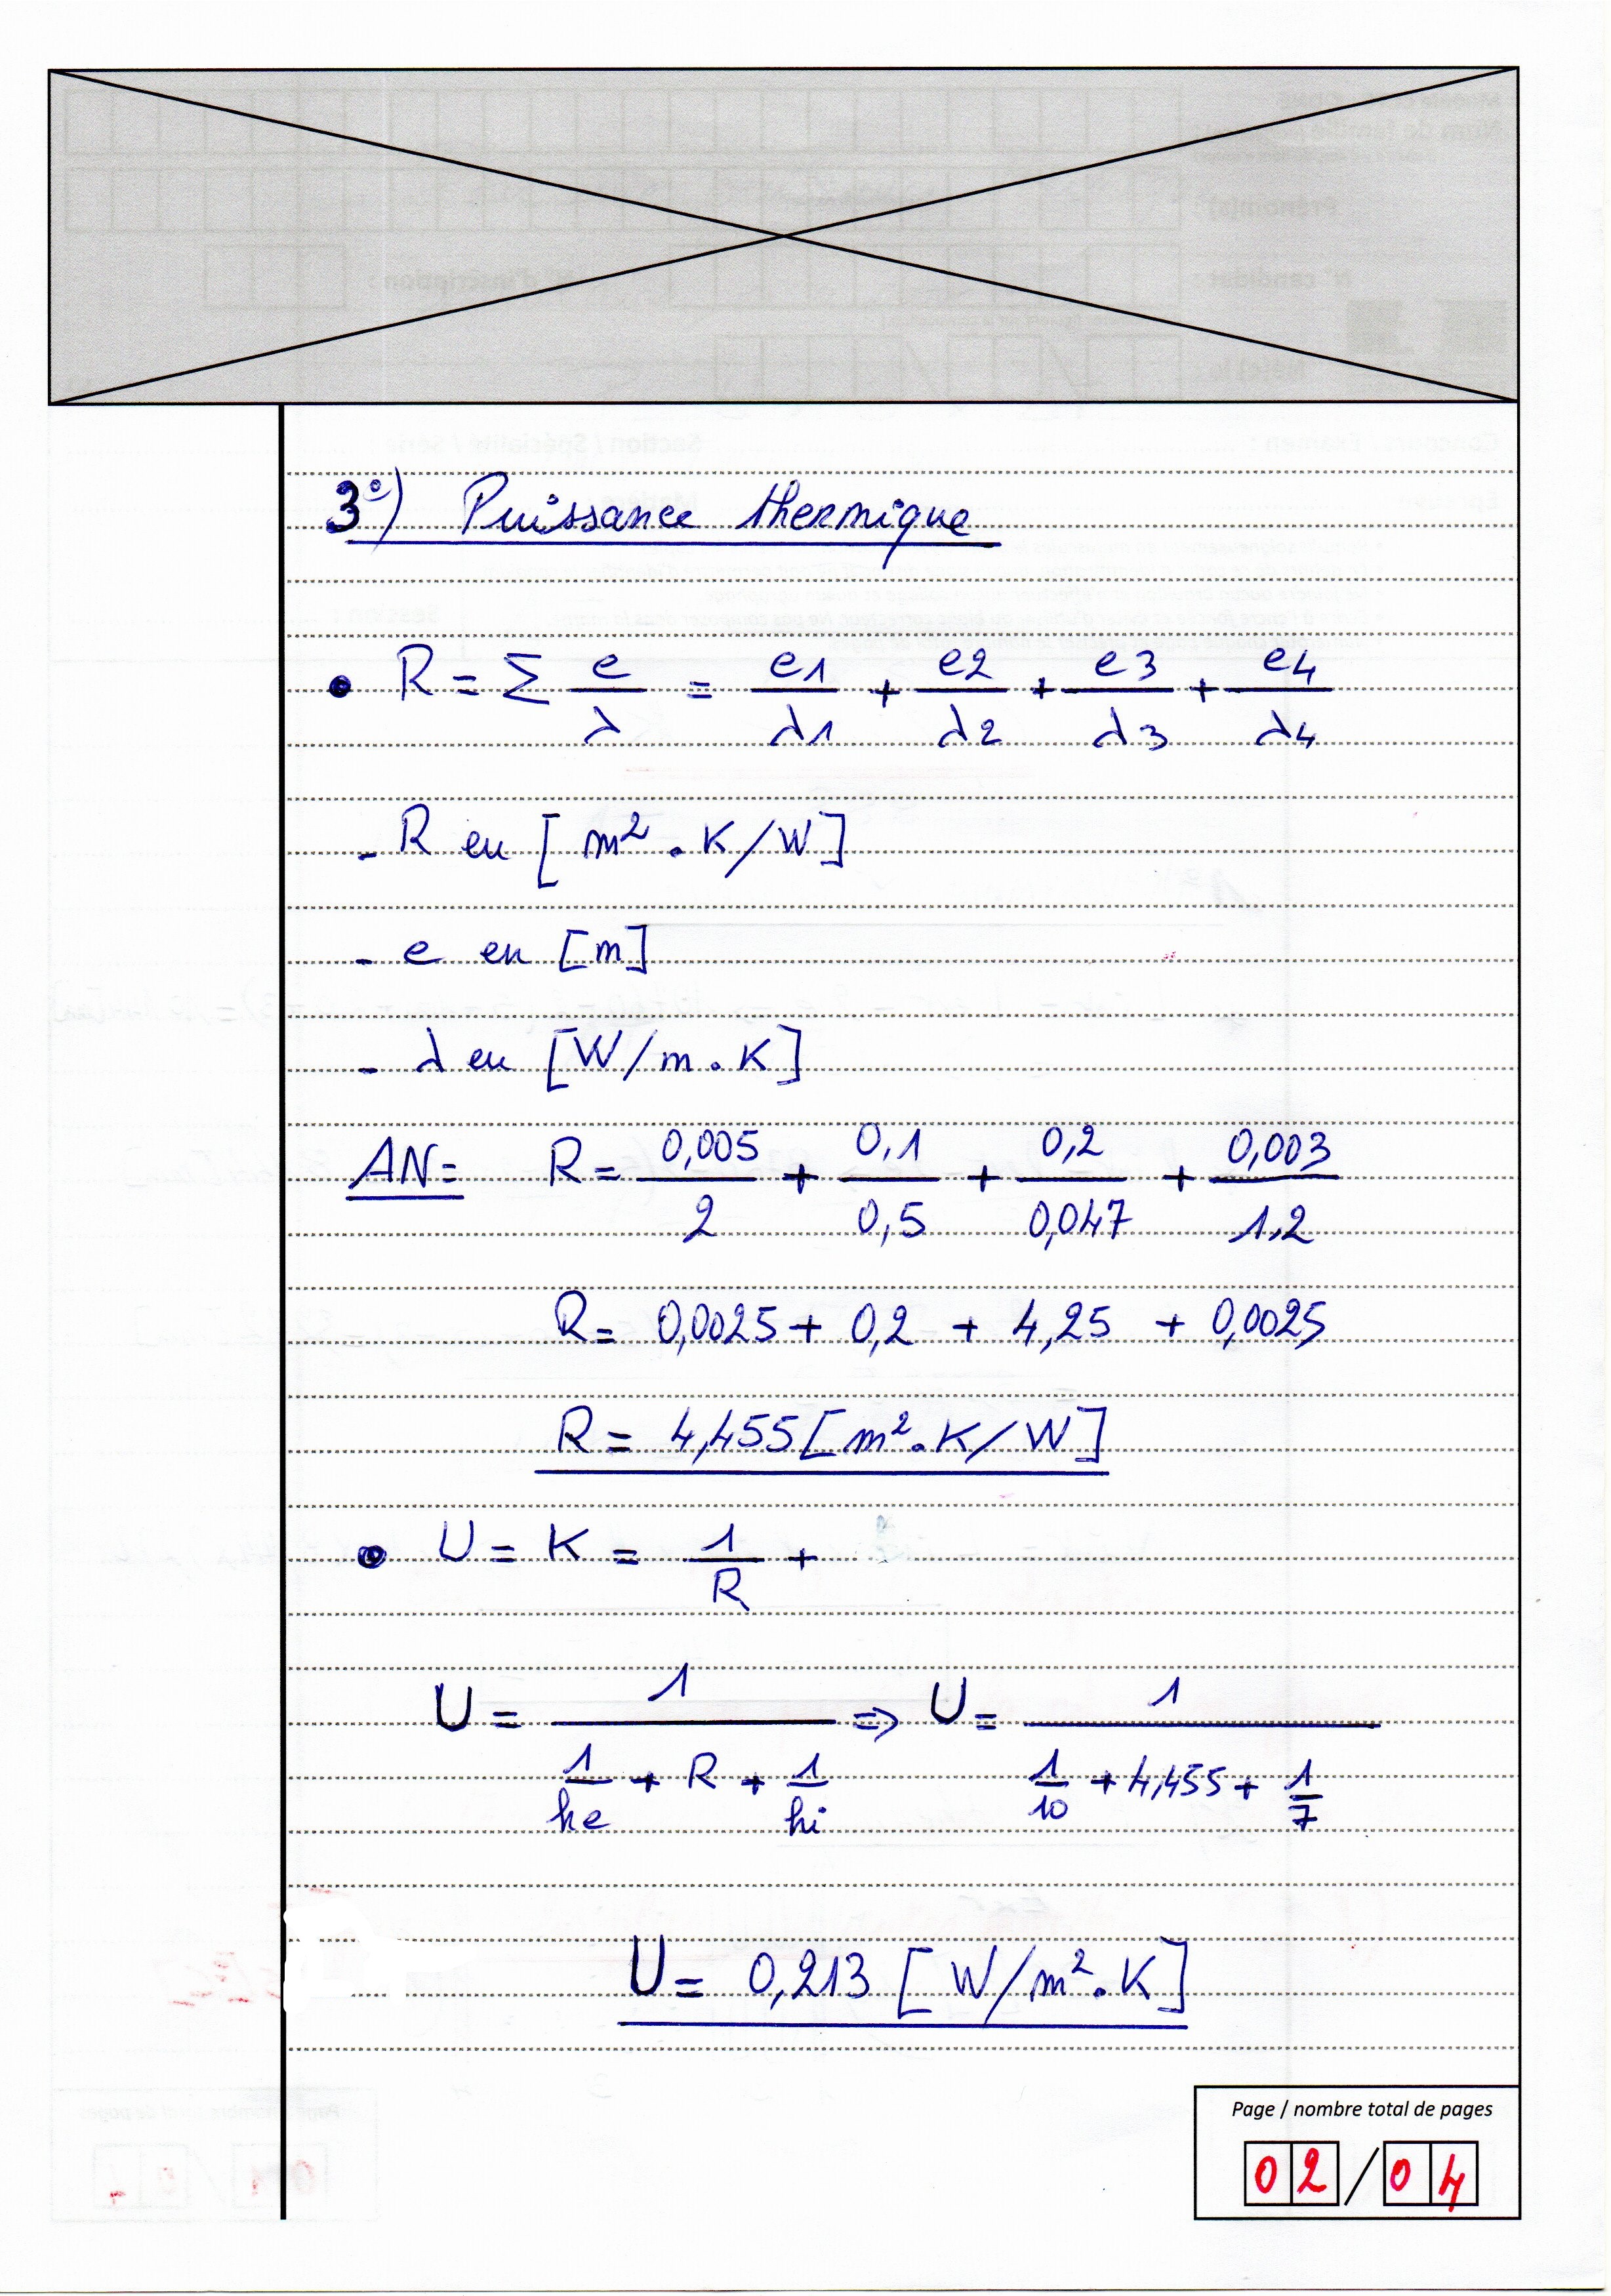 3°) Puissance thermique
• R = Σ e/λ = e1/λ1 + e2/λ2 + e3/λ3 + e4/λ4
- R en [m² . K/W]
- e en [m]
- λ en [W/m . K]
AN= R = 0,005/2 + 0,1/0,5 + 0,2/0,047 + 0,003/1,2
R= 0,0025 + 0,2 + 4,25 + 0,0025
R = 4,455 [m².K/W]
• U = K = 1/R +
U = 1/(1/he + R + 1/hi) => U = 1/(1/10 + 4,455 + 1/7)
U = 0,213 [W/m².K]
Page / nombre total de pages
02 / 04